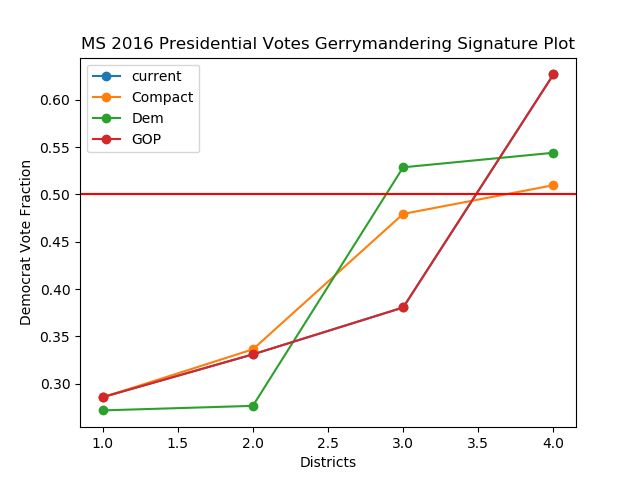 MS 2016 Presidential Votes Gerrymandering Signature Plot
current
Compact
Dem
GOP
Democrat Vote Fraction
0.60
0.55
0.50
0.45
0.40
0.35
0.30
1.0 1.5 2.0 2.5 3.0 3.5 4.0
Districts